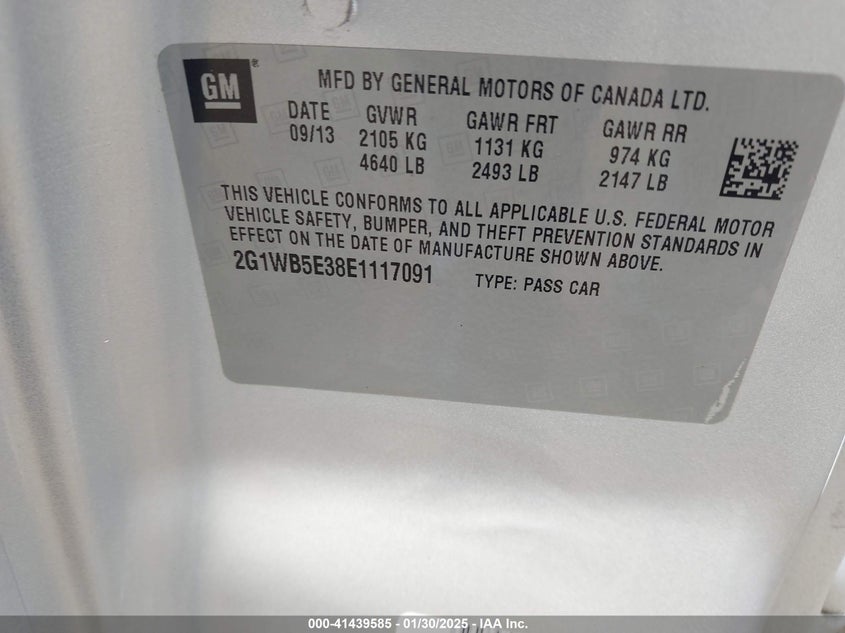 GM ®
MFD BY GENERAL MOTORS OF CANADA LTD.
DATE GVWR GAWR FRT GAWR RR
09/13 2105 KG 1131 KG 974 KG
4640 LB 2493 LB 2147 LB
THIS VEHICLE CONFORMS TO ALL APPLICABLE U.S. FEDERAL MOTOR
VEHICLE SAFETY, BUMPER, AND THEFT PREVENTION STANDARDS IN
EFFECT ON THE DATE OF MANUFACTURE SHOWN ABOVE.
2G1WB5E38E1117091 TYPE: PASS CAR
000-41439585 - 01/30/2025 - IAA Inc.